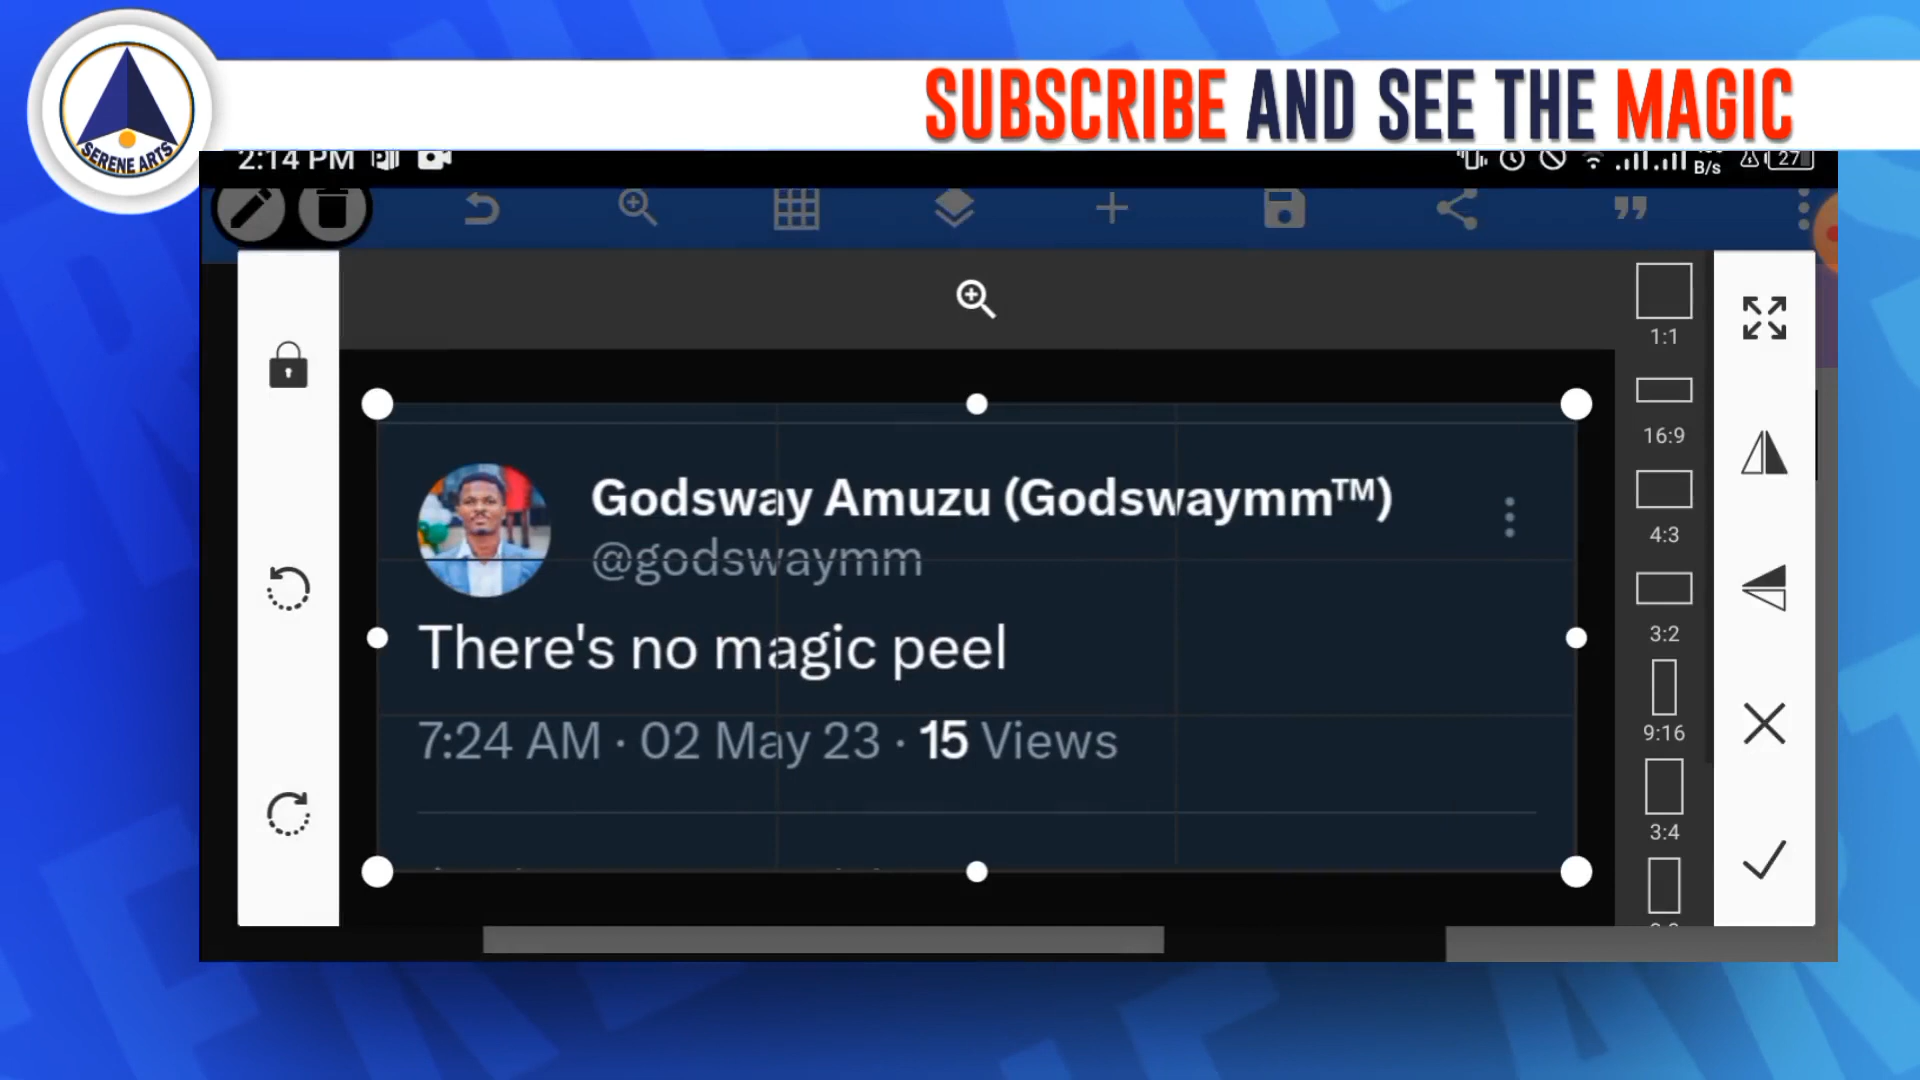 SUBSCRIBE AND SEE THE MAGIC
SERENE ARTS
2:14 PM
B/s
27
1:1
16:9
4:3
3:2
9:16
3:4
Godsway Amuzu (Godswaymm™)
@godswaymm
There's no magic peel
7:24 AM · 02 May 23 · 15 Views